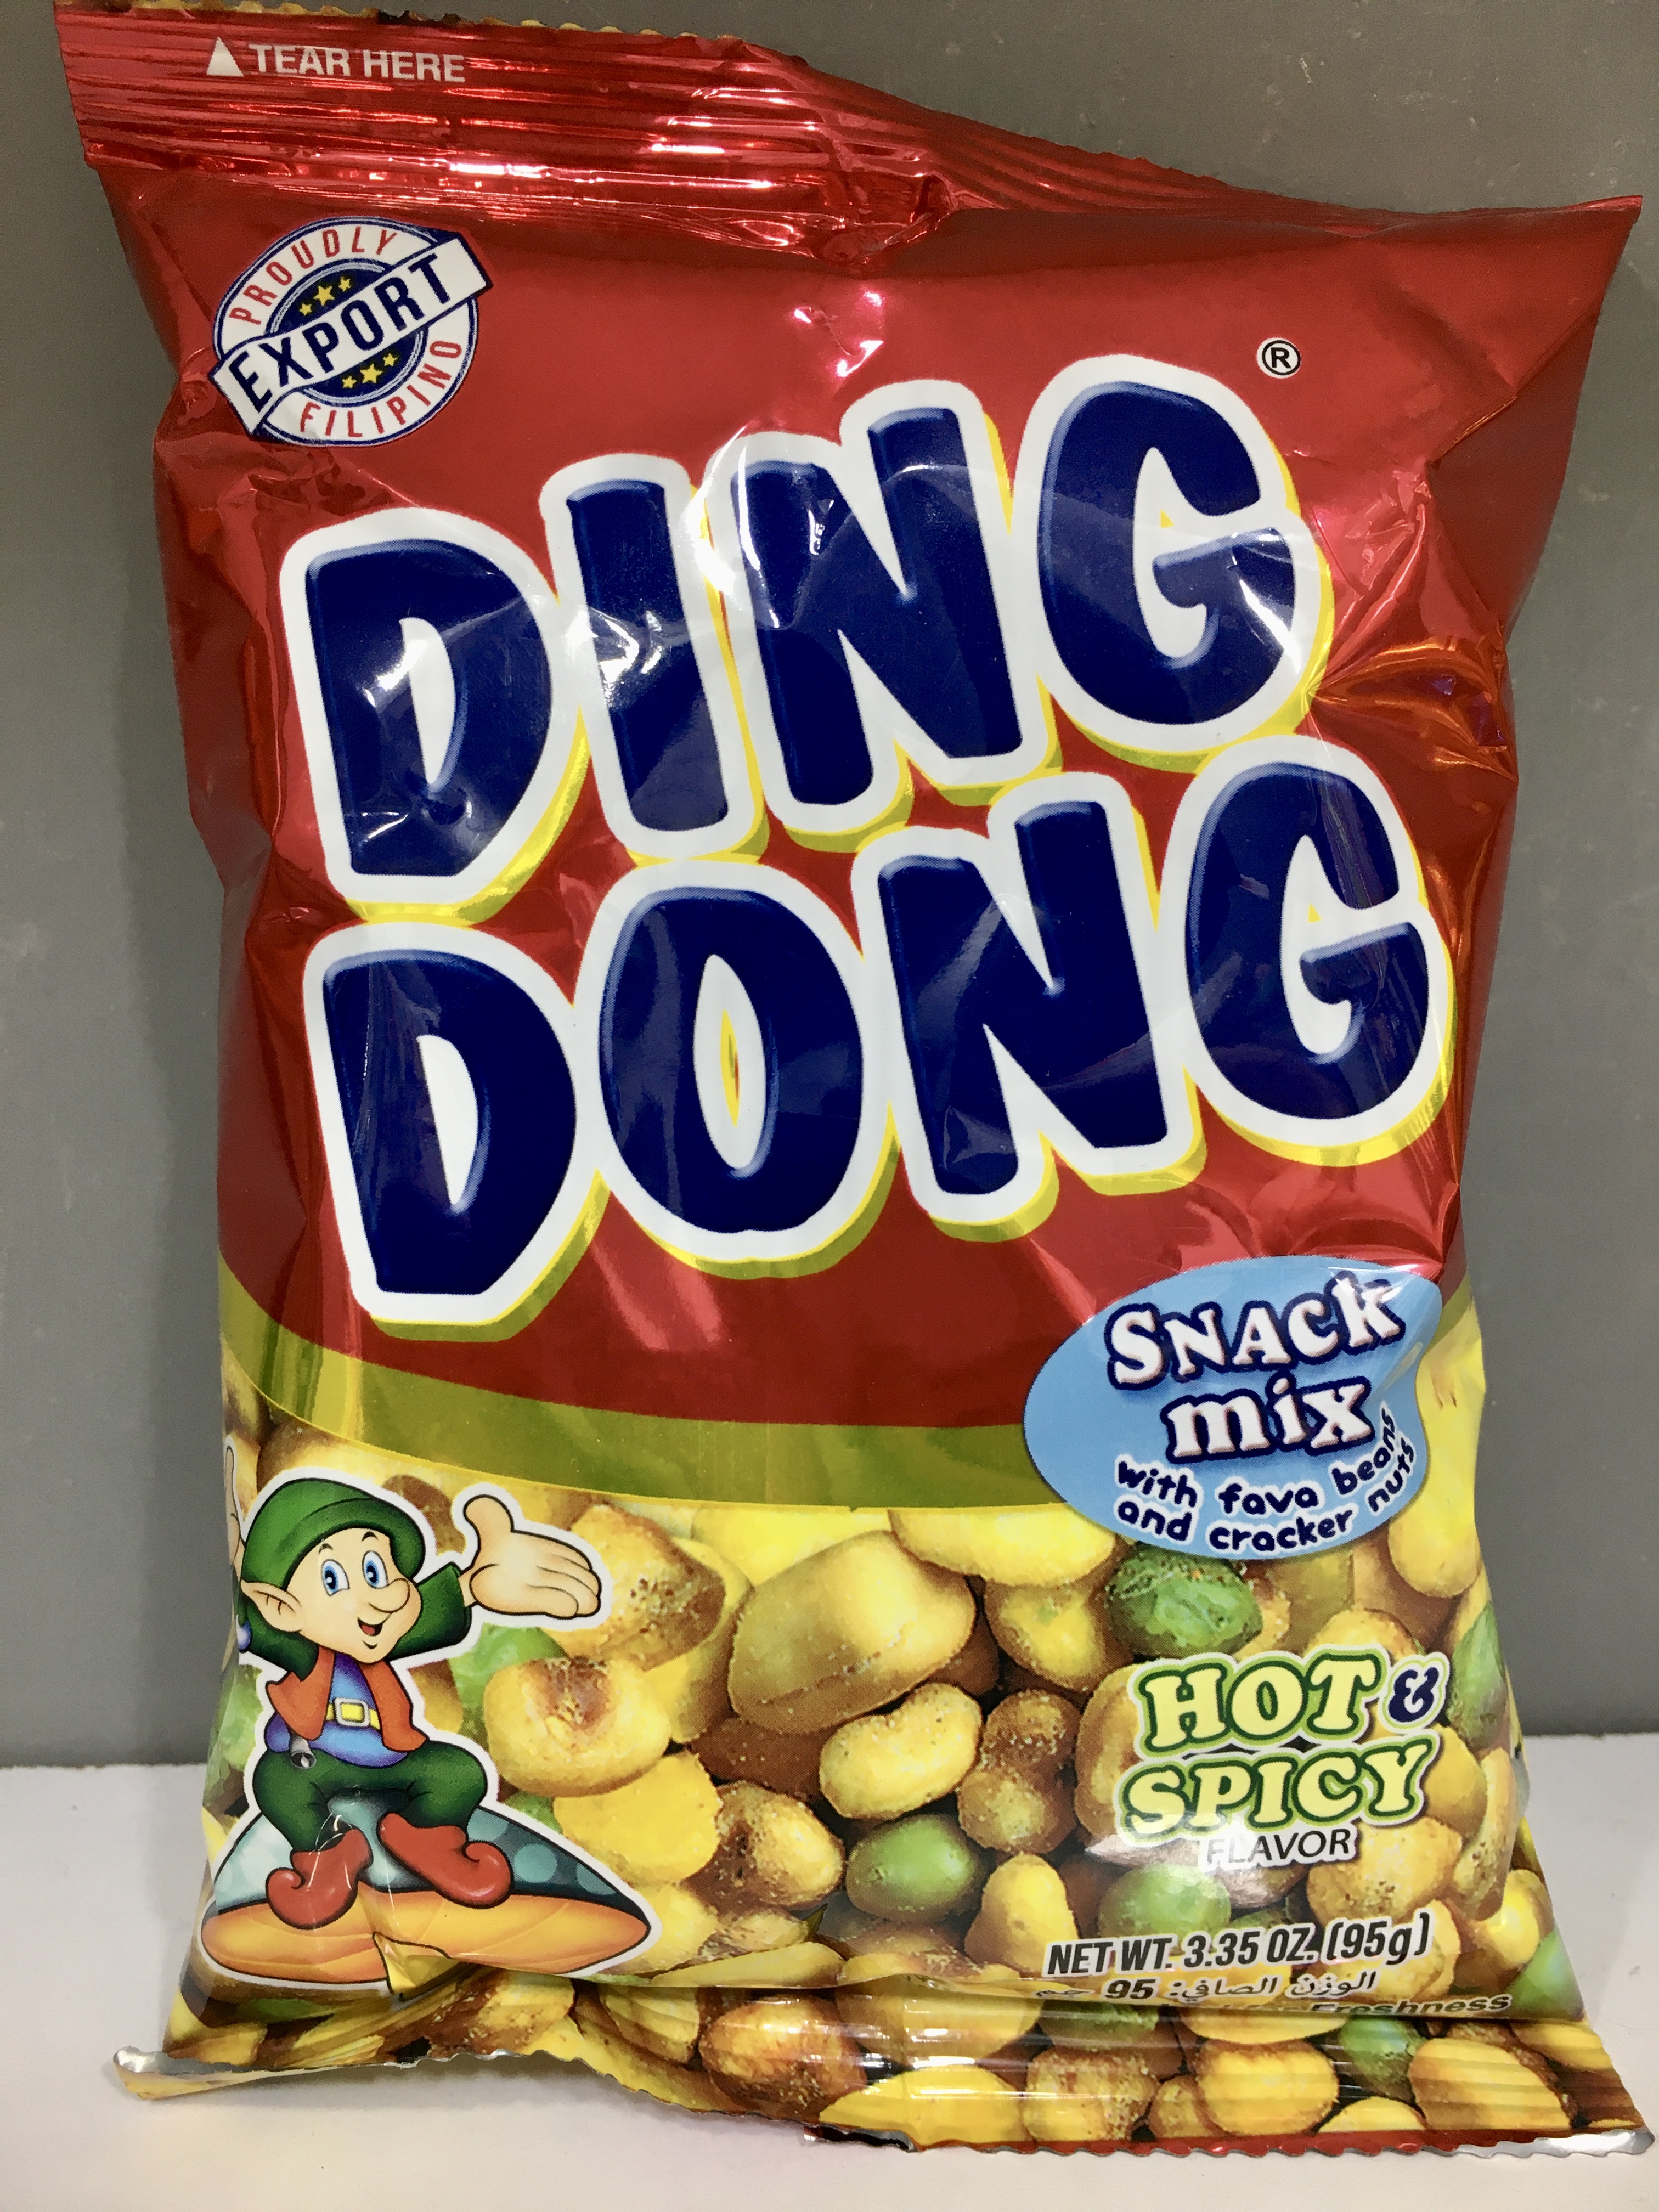 TEAR HERE
PROUDLY
EXPORT
FILIPINO
DING®
DONG
SNACK
mix
with fava beans
and cracker nuts
HOT &
SPICY
FLAVOR
NET WT. 3.35 OZ. (95g)
الوزن الصافي: 95 جم
Freshness